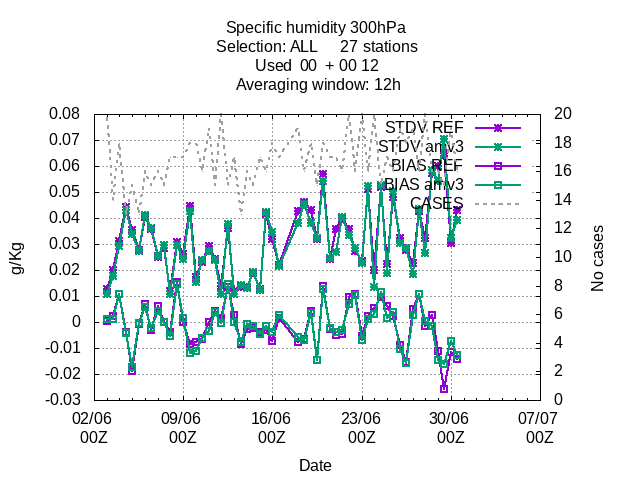 Specific humidity 300hPa
Selection: ALL 27 stations
Used 00 + 00 12
Averaging window: 12h
0.08
0.07
0.06
0.05
0.04
0.03
0.02
0.01
0
-0.01
-0.02
-0.03
g/Kg
20
18
16
14
12
10
8
6
4
2
0
No cases
STDV REF
STDV an v3
BIAS REF
BIAS an v3
CASES
02/06 09/06 16/06 23/06 30/06 07/07
00Z 00Z 00Z 00Z 00Z 00Z
Date